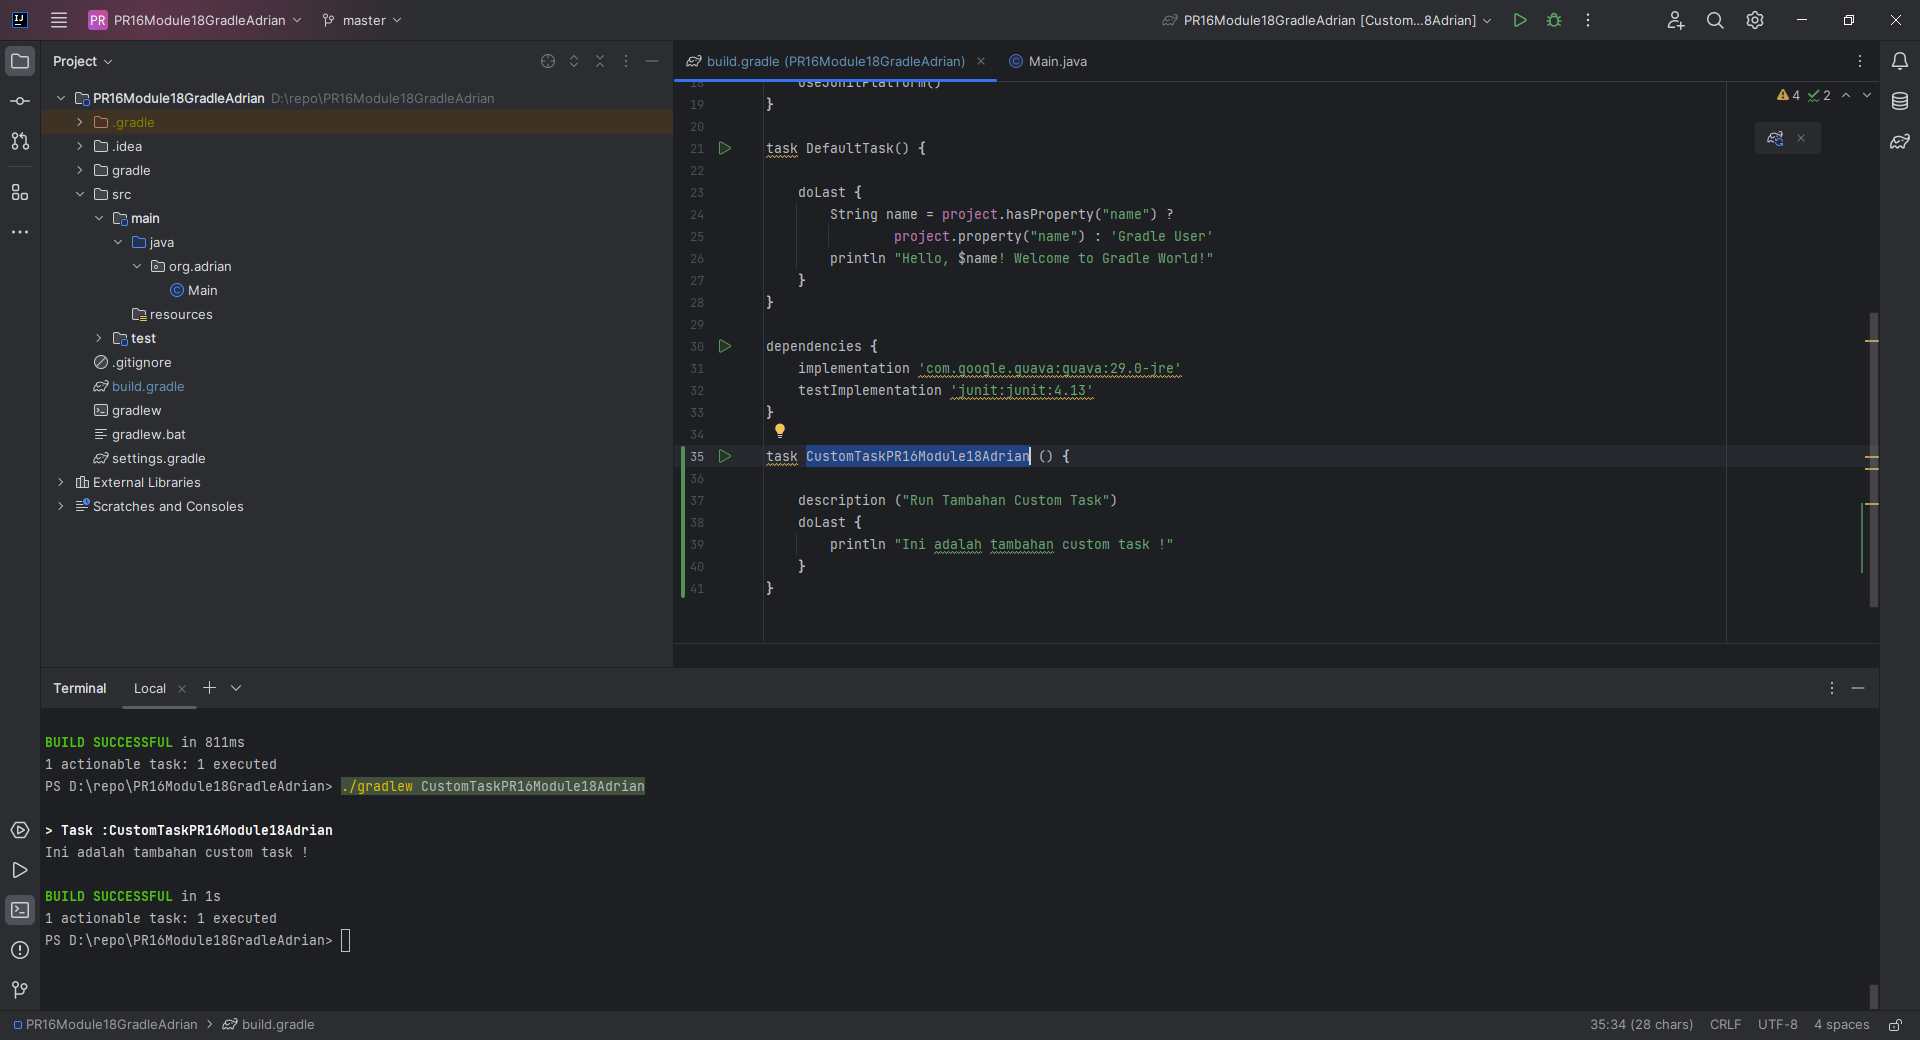 PR PR16Module18GradleAdrian master PR16Module18GradleAdrian [Custom...8Adrian]
Project
PR16Module18GradleAdrian D:\repo\PR16Module18GradleAdrian
.gradle
.idea
gradle
src
main
java
org.adrian
Main
resources
test
.gitignore
build.gradle
gradlew
gradlew.bat
settings.gradle
External Libraries
Scratches and Consoles
build.gradle (PR16Module18GradleAdrian) Main.java
4 2
18 useJUnitPlatform()
19 }
20
21 task DefaultTask() {
22
23 doLast {
24 String name = project.hasProperty("name") ?
25 project.property("name") : 'Gradle User'
26 println "Hello, $name! Welcome to Gradle World!"
27 }
28 }
29
30 dependencies {
31 implementation 'com.google.guava:guava:29.0-jre'
32 testImplementation 'junit:junit:4.13'
33 }
34
35 task CustomTaskPR16Module18Adrian () {
36
37 description ("Run Tambahan Custom Task")
38 doLast {
39 println "Ini adalah tambahan custom task !"
40 }
41 }
Terminal Local
BUILD SUCCESSFUL in 811ms
1 actionable task: 1 executed
PS D:\repo\PR16Module18GradleAdrian> ./gradlew CustomTaskPR16Module18Adrian
> Task :CustomTaskPR16Module18Adrian
Ini adalah tambahan custom task !
BUILD SUCCESSFUL in 1s
1 actionable task: 1 executed
PS D:\repo\PR16Module18GradleAdrian>
PR16Module18GradleAdrian > build.gradle 35:34 (28 chars) CRLF UTF-8 4 spaces